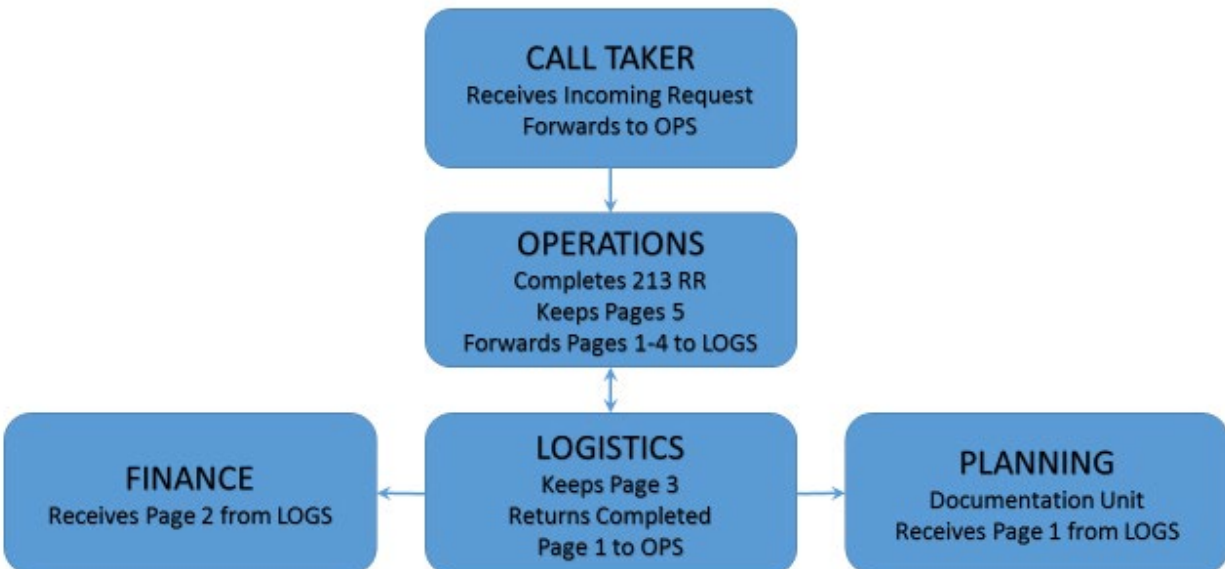 CALL TAKER
Receives Incoming Request
Forwards to OPS
OPERATIONS
Completes 213 RR
Keeps Pages 5
Forwards Pages 1-4 to LOGS
FINANCE
Receives Page 2 from LOGS
LOGISTICS
Keeps Page 3
Returns Completed
Page 1 to OPS
PLANNING
Documentation Unit
Receives Page 1 from LOGS